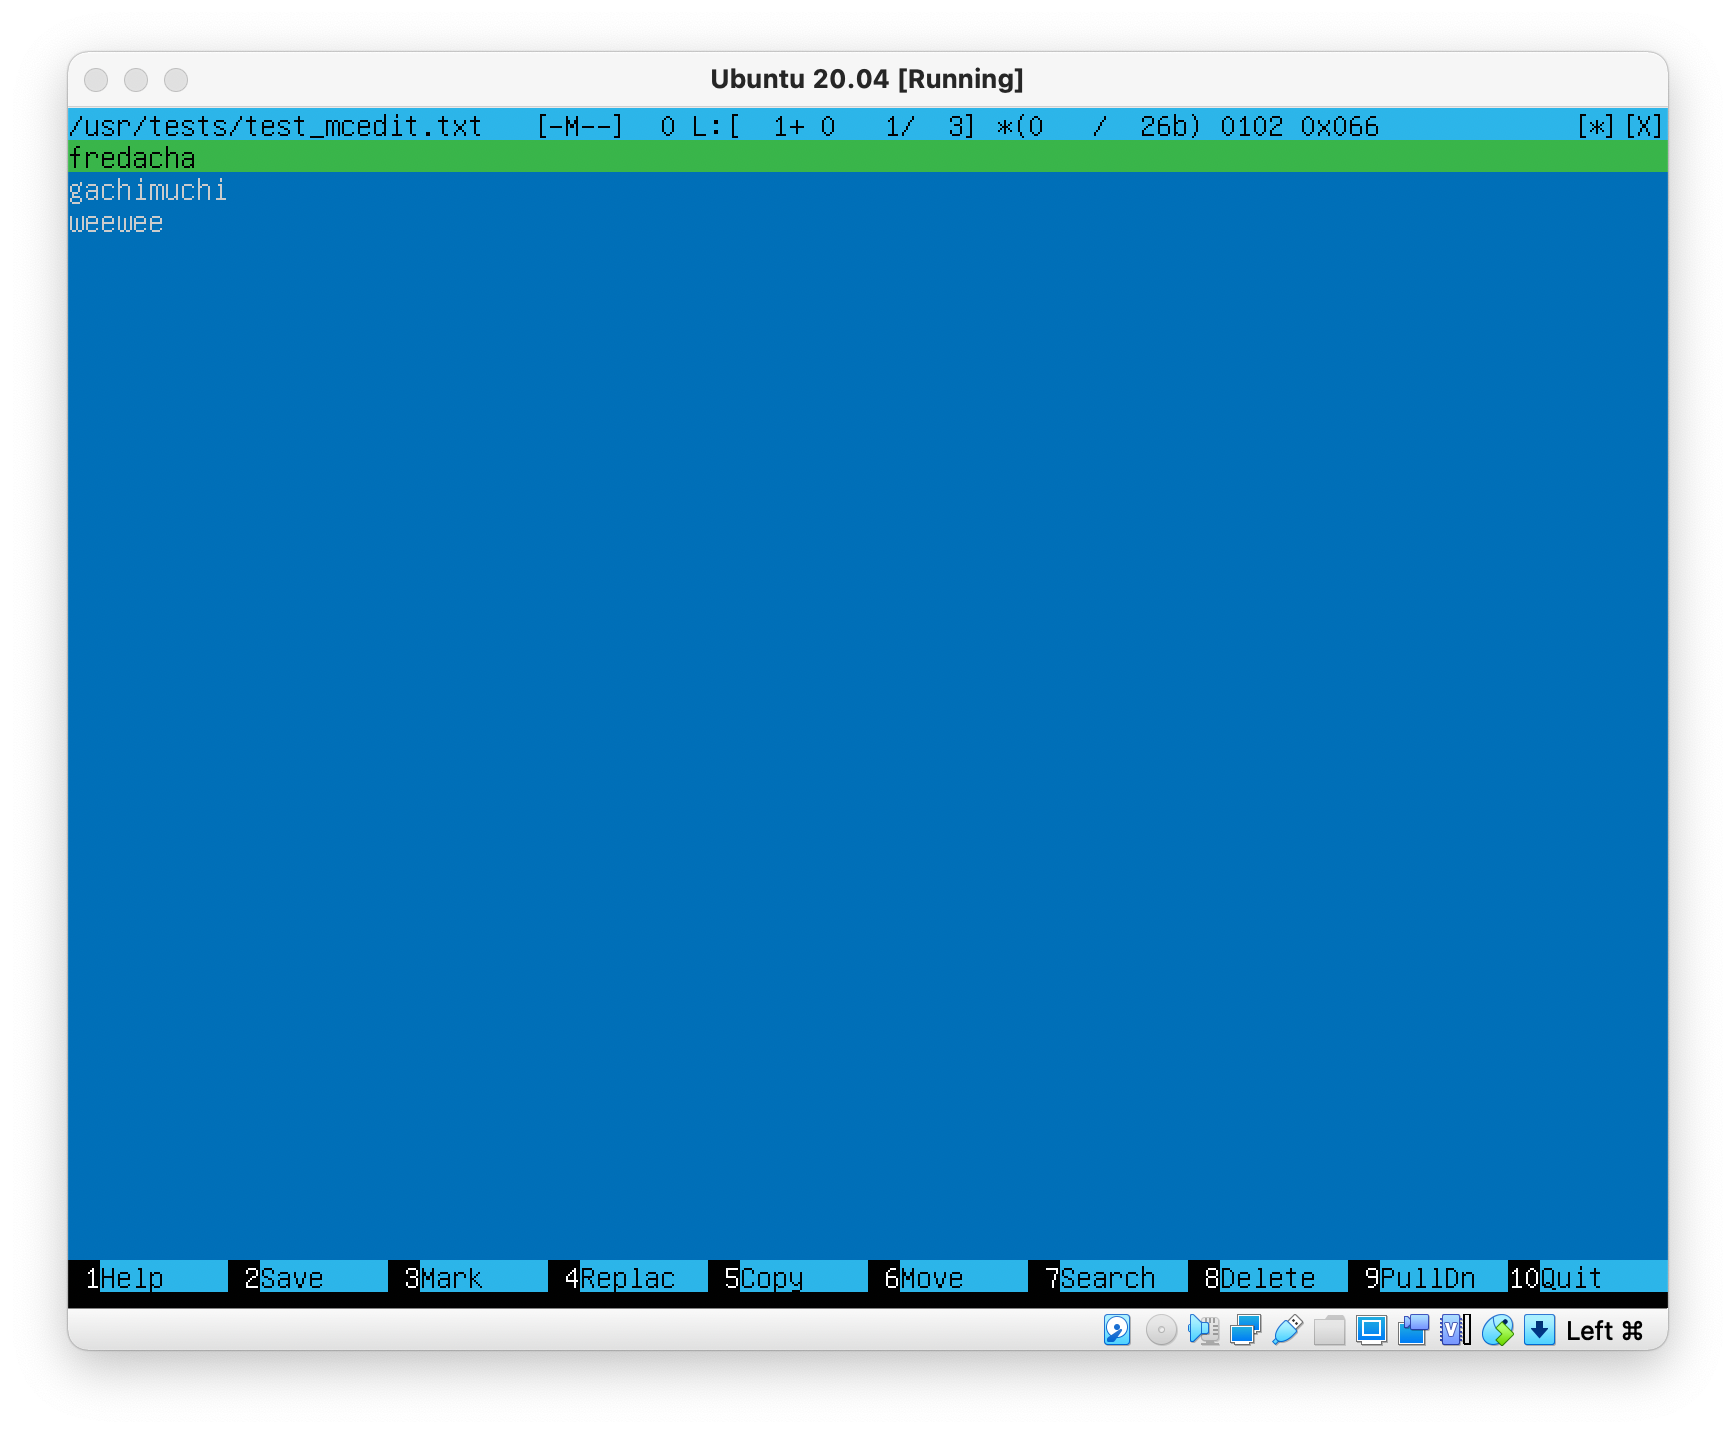 Ubuntu 20.04 [Running]
/usr/tests/test_mcedit.txt   [-M--]  0 L:[  1+ 0   1/  3] *(0   /  26b) 0102 0x066   [*][X]
fredacha
gachimuchi
weewee
1Help 2Save 3Mark 4Replac 5Copy 6Move 7Search 8Delete 9PullDn 10Quit
Left ⌘